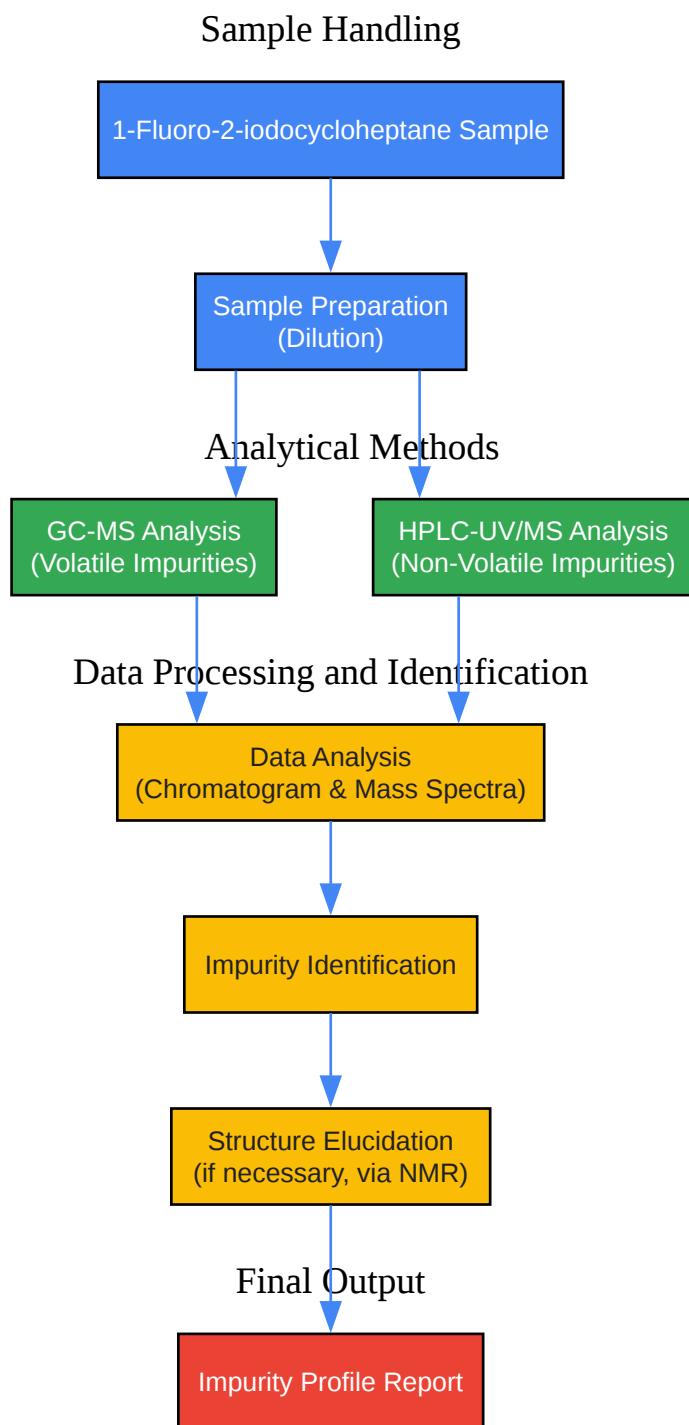 Sample Handling
1-Fluoro-2-iodocycloheptane Sample
Sample Preparation
(Dilution)
Analytical Methods
GC-MS Analysis
(Volatile Impurities)
HPLC-UV/MS Analysis
(Non-Volatile Impurities)
Data Processing and Identification
Data Analysis
(Chromatogram & Mass Spectra)
Impurity Identification
Structure Elucidation
(if necessary, via NMR)
Final Output
Impurity Profile Report